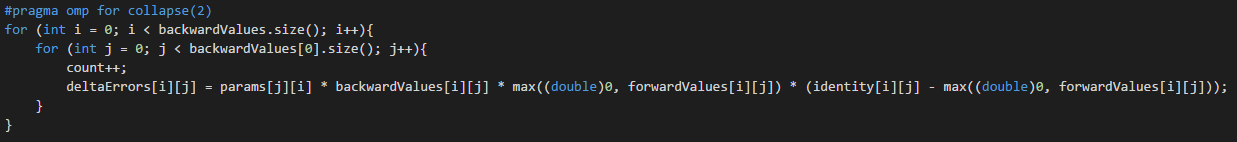 #pragma omp for collapse(2)
for (int i = 0; i < backwardValues.size(); i++){
    for (int j = 0; j < backwardValues[0].size(); j++){
        count++;
        deltaErrors[i][j] = params[j][i] * backwardValues[i][j] * max((double)0, forwardValues[i][j]) * (identity[i][j] - max((double)0, forwardValues[i][j]));
    }
}